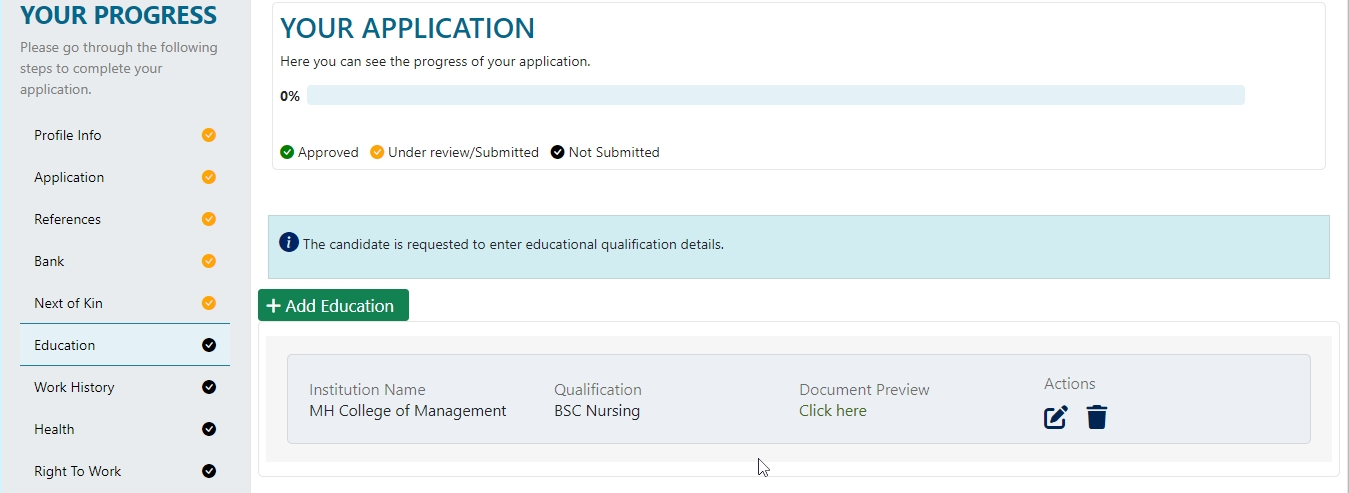 YOUR PROGRESS
Please go through the following
steps to complete your
application.
Profile Info
Application
References
Bank
Next of Kin
Education
Work History
Health
Right To Work
YOUR APPLICATION
Here you can see the progress of your application.
0%
Approved Under review/Submitted Not Submitted
The candidate is requested to enter educational qualification details.
Add Education
Institution Name Qualification Document Preview Actions
MH College of Management BSC Nursing Click here